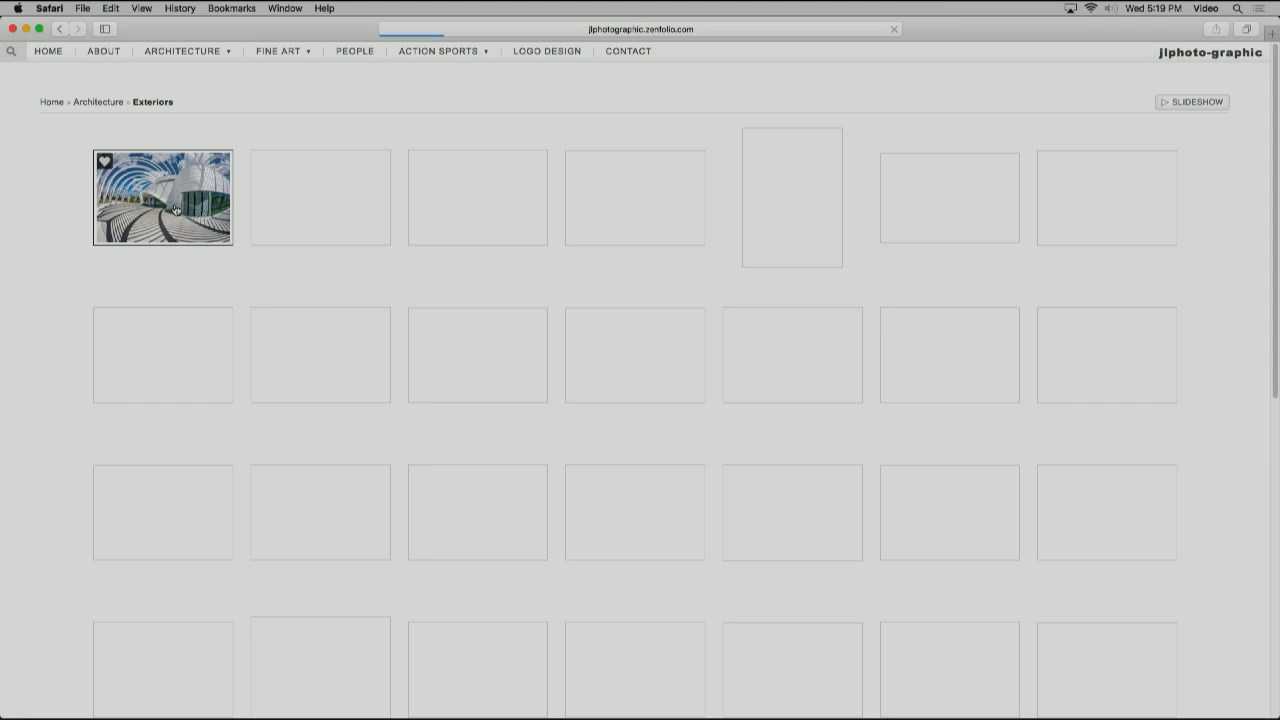 Safari File Edit View History Bookmarks Window Help Wed 5:19 PM Video
jlphotographic.zenfolio.com
HOME ABOUT ARCHITECTURE ▼ FINE ART ▼ PEOPLE ACTION SPORTS ▼ LOGO DESIGN CONTACT jlphoto-graphic
Home » Architecture » Exteriors ▷ SLIDESHOW